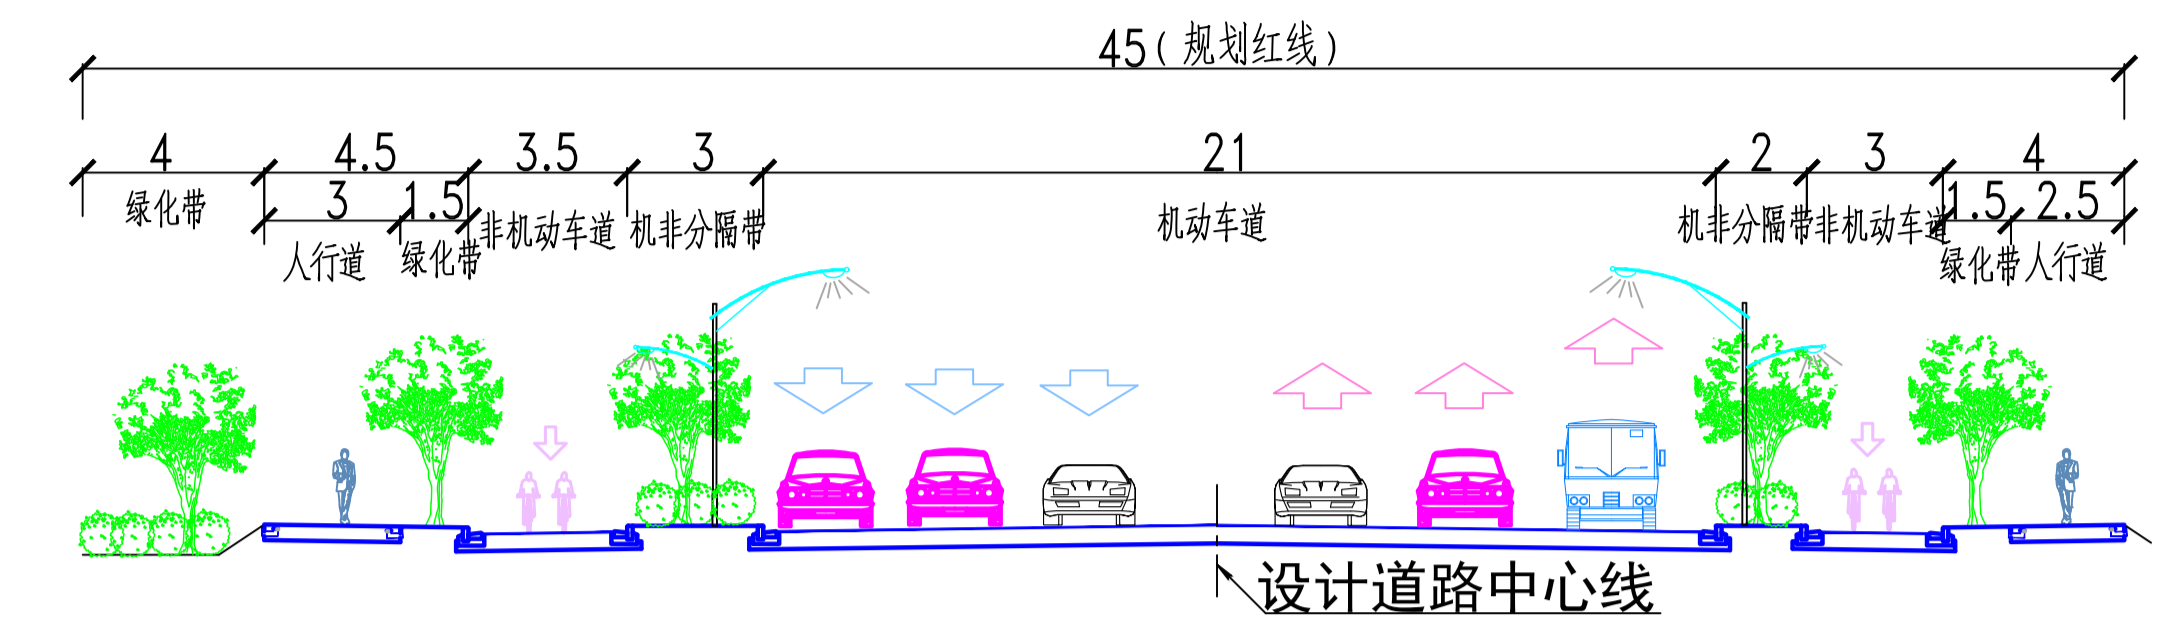 45(规划红线)
4 4.5 3.5 3 21 2 3 4
3 1.5 1.5 2.5
绿化带 非机动车道 机非分隔带 机动车道 机非分隔带 非机动车道
人行道 绿化带 绿化带 人行道
设计道路中心线